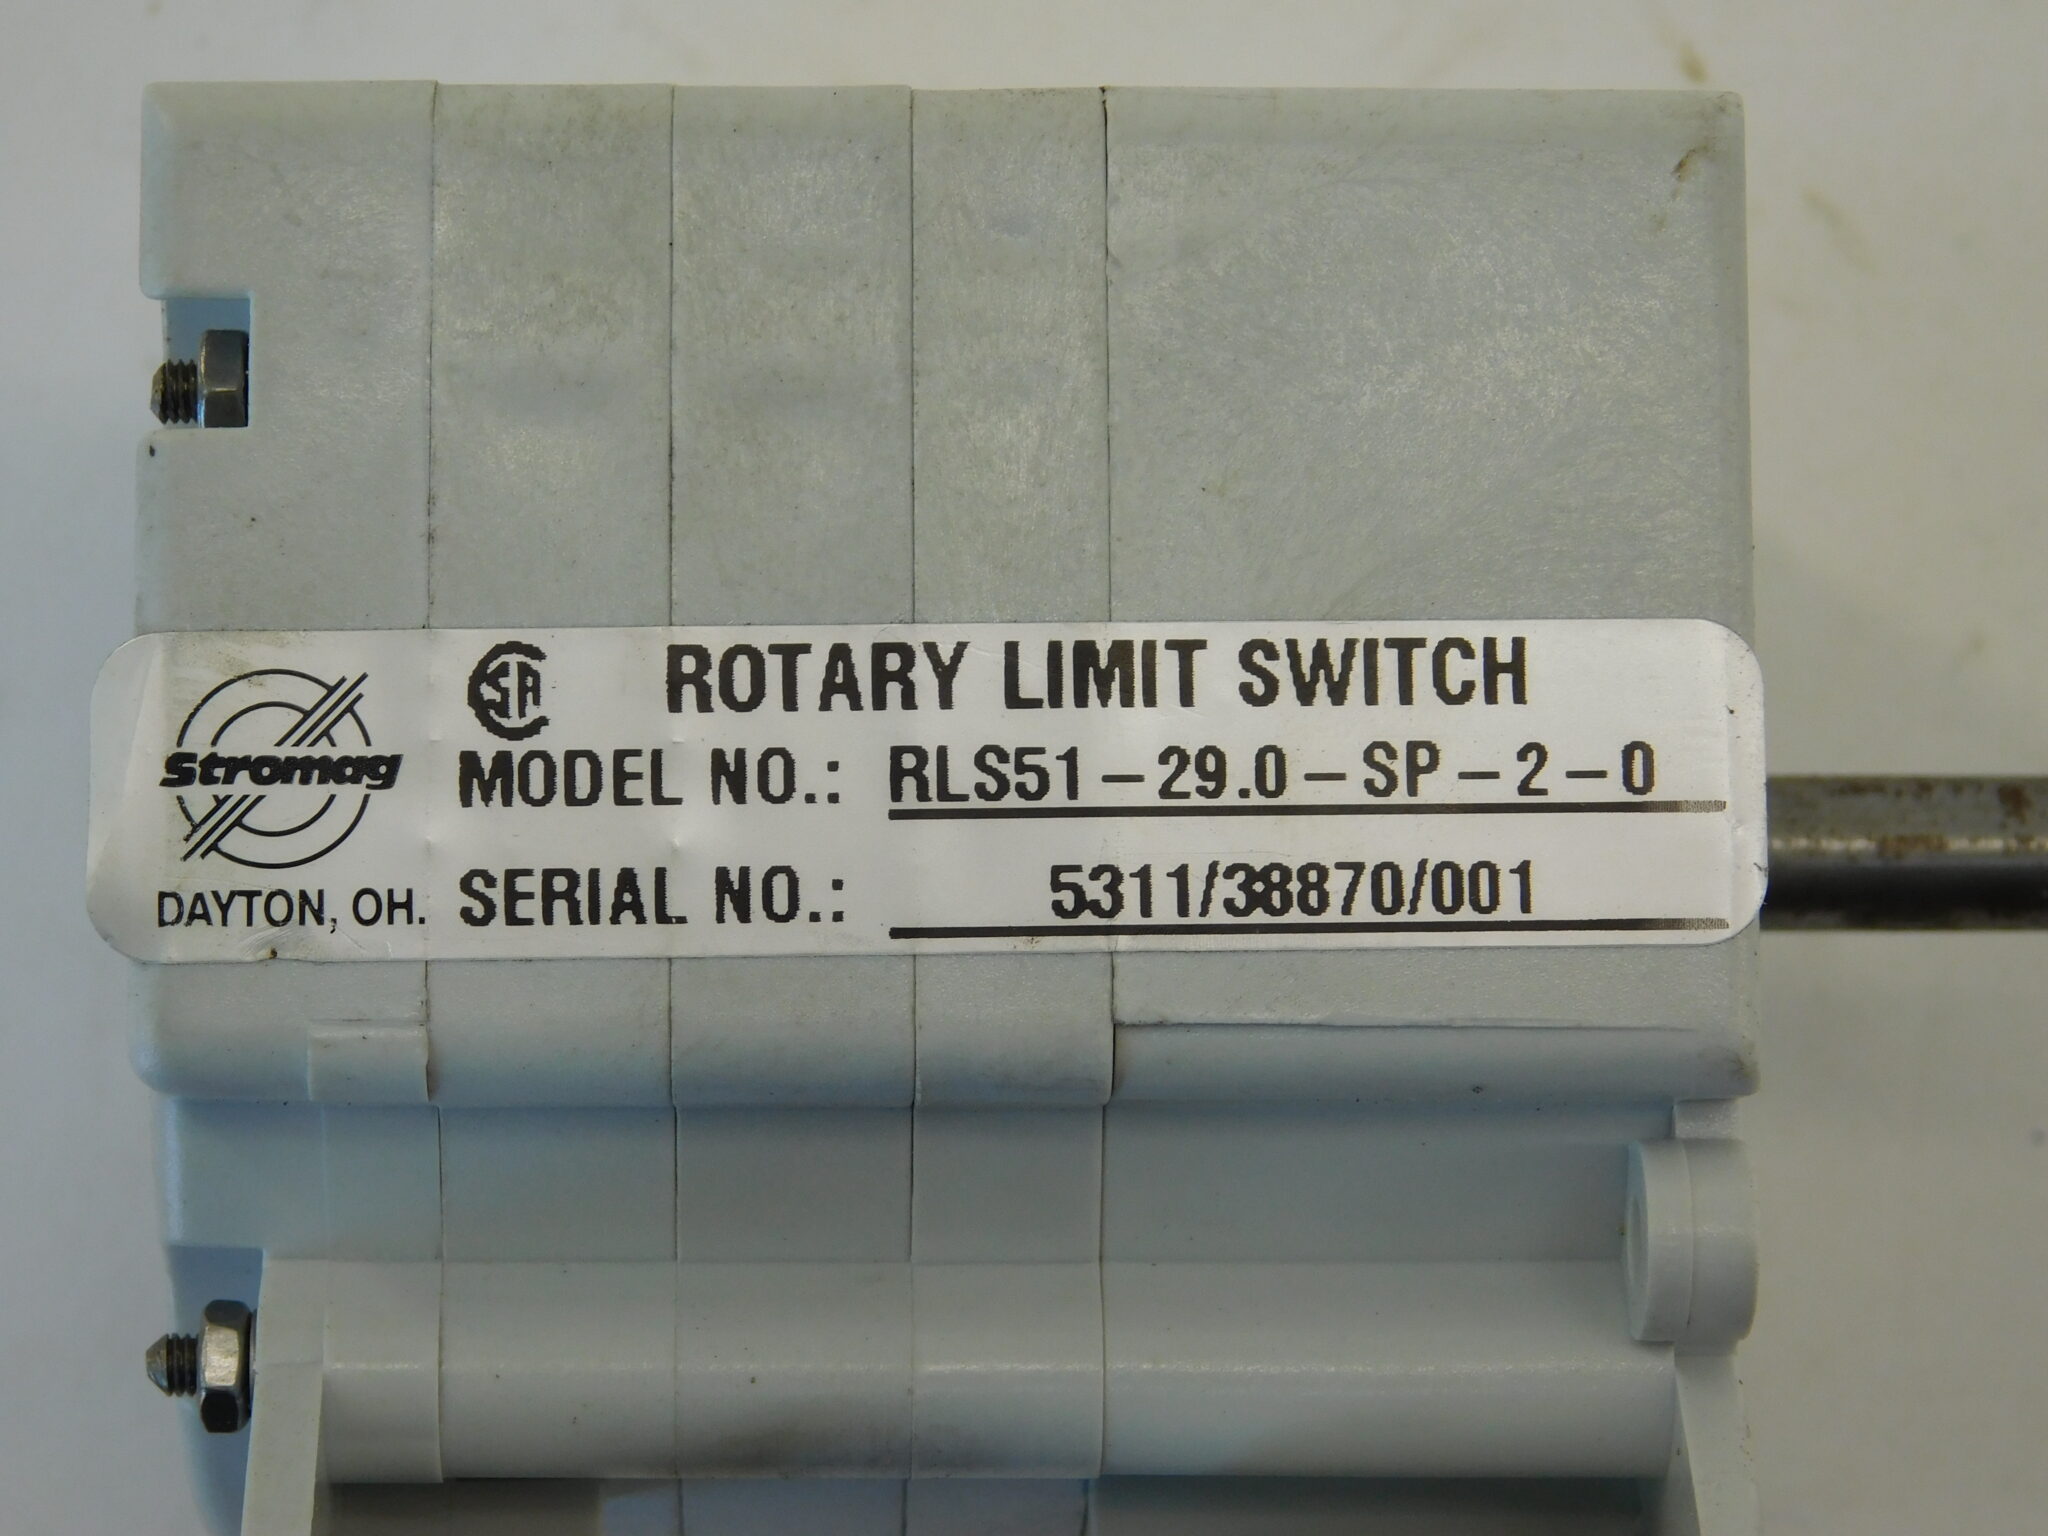 SA ROTARY LIMIT SWITCH
Stromag
MODEL NO.: RLS51-29.0-SP-2-0
DAYTON, OH.
SERIAL NO.: 5311/38870/001